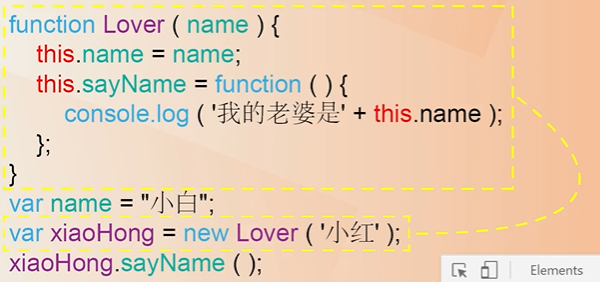 function Lover ( name ) {
this.name = name;
this.sayName = function ( ) {
console.log ( '我的老婆是' + this.name );
};
}
var name = "小白";
var xiaoHong = new Lover ( '小红' );
xiaoHong.sayName ( );
Elements